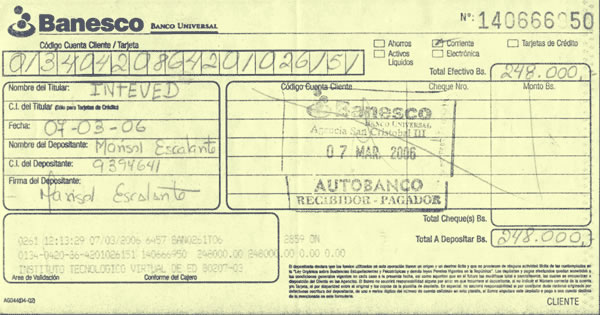 Banesco BANCO UNIVERSAL
N°: 140666950
Código Cuenta Cliente / Tarjeta
Ahorros Corriente Tarjetas de Crédito
Activos Líquidos Electrónica
Total Efectivo Bs. 248.000,=
Nombre del Titular: INTEVED
Código Cuenta Cliente Cheque Nro. Monto Bs.
C.I. del Titular (Sólo para Tarjetas de Crédito)
Fecha: 07-03-06
Nombre del Depositante: Marisol Escalante
C.I. del Depositante: 9394641
Firma del Depositante: Marisol Escalante
Banesco
BANCO UNIVERSAL
Agencia San Cristobal III
07 MAR. 2006
AUTOBANCO
RECIBIDOR - PAGADOR
Total Cheque(s) Bs.
Total A Depositar Bs. 248.000,=
0261 12:13:29 07/03/2006 6457 BANO261T06 2859 ON
0134-0420-36-4201026151 140666950 248000.00 248000.00 0.00 0.00
INSTITUTO TECNOLOGICO VIRTUAL DE ED B0207-03
Area de Validación Conforme del Cajero
CLIENTE